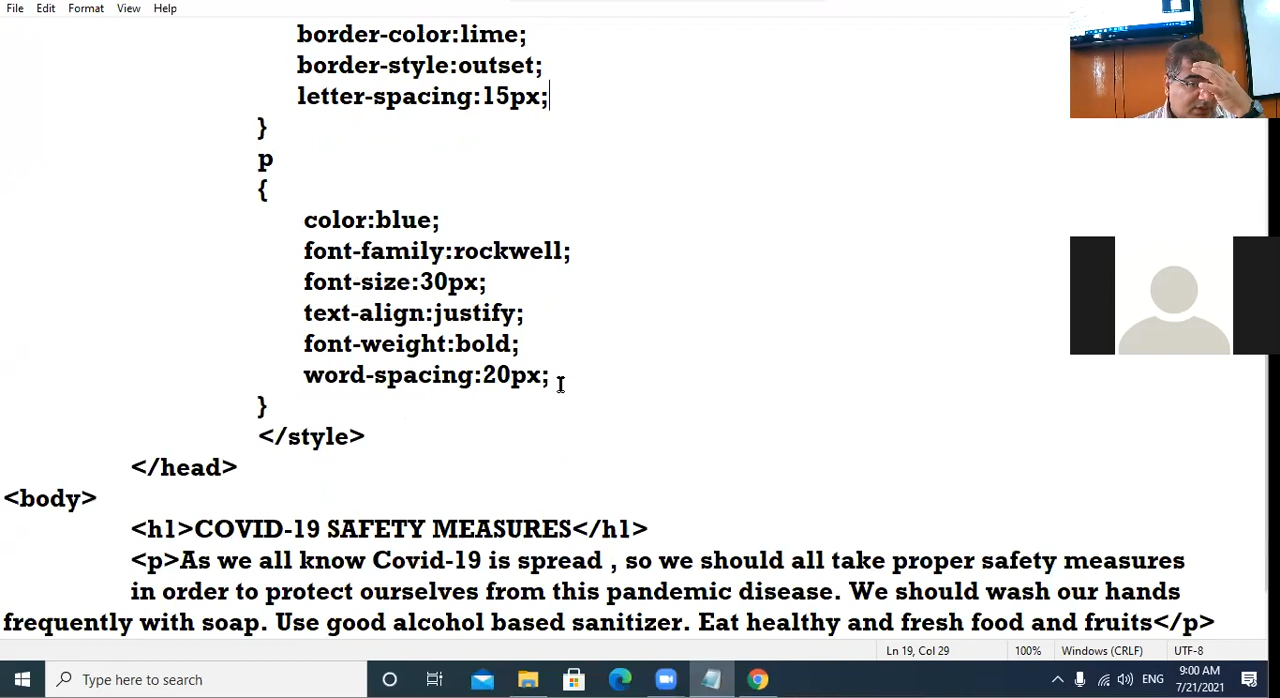 File Edit Format View Help
border-color:lime;
border-style:outset;
letter-spacing:15px;
}
p
{
color:blue;
font-family:rockwell;
font-size:30px;
text-align:justify;
font-weight:bold;
word-spacing:20px;
}
</style>
</head>
<body>
<h1>COVID-19 SAFETY MEASURES</h1>
<p>As we all know Covid-19 is spread , so we should all take proper safety measures
in order to protect ourselves from this pandemic disease. We should wash our hands
frequently with soap. Use good alcohol based sanitizer. Eat healthy and fresh food and fruits</p>
Ln 19, Col 29 100% Windows (CRLF) UTF-8
Type here to search ENG 9:00 AM
7/21/2021